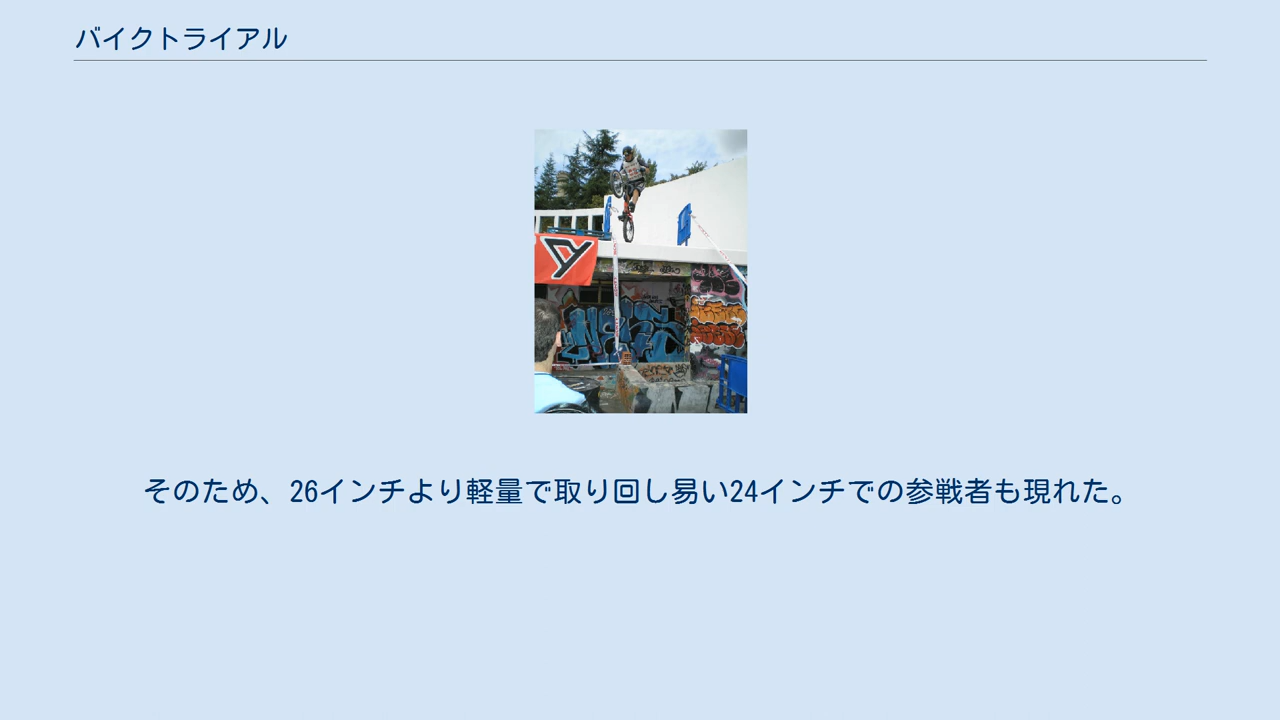 バイクトライアル
そのため、26インチより軽量で取り回し易い24インチでの参戦者も現れた。